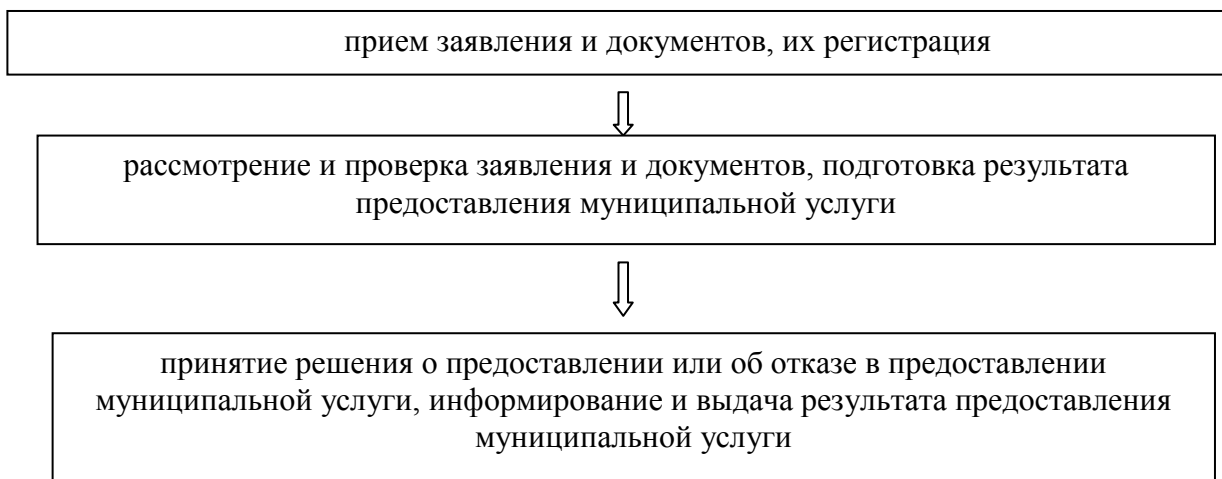 прием заявления и документов, их регистрация
рассмотрение и проверка заявления и документов, подготовка результата
предоставления муниципальной услуги
принятие решения о предоставлении или об отказе в предоставлении
муниципальной услуги, информирование и выдача результата предоставления
муниципальной услуги